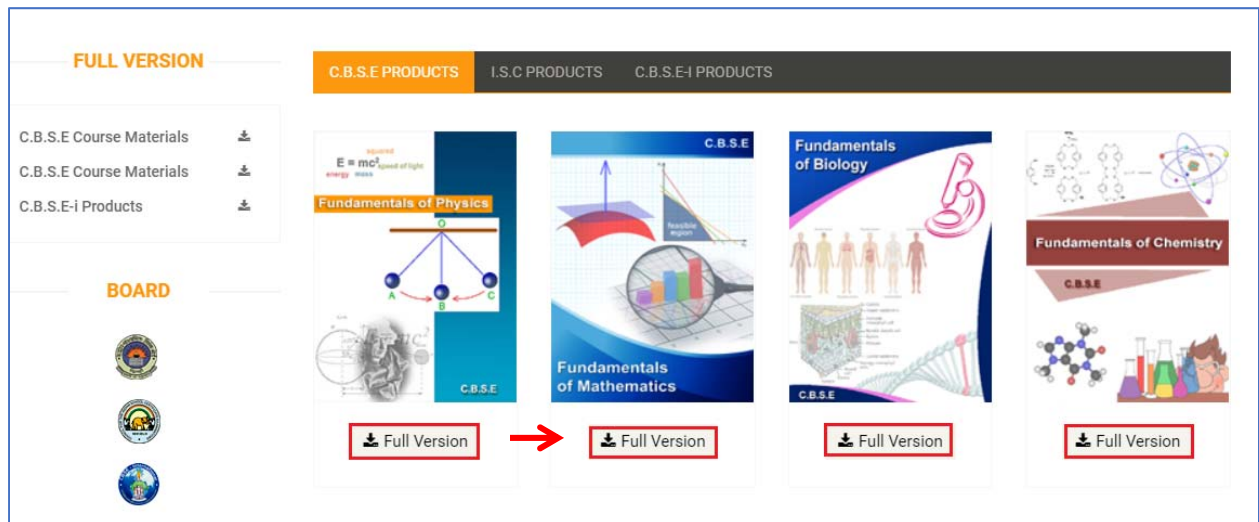 FULL VERSION
C.B.S.E Course Materials
C.B.S.E Course Materials
C.B.S.E-i Products
BOARD
C.B.S.E PRODUCTS I.S.C PRODUCTS C.B.S.E-I PRODUCTS
squared
E = mc² speed of light
energy mass
Fundamentals of Physics
O
A B C
C.B.S.E
Full Version
C.B.S.E
feasible
region
Fundamentals
of Mathematics
Full Version
Fundamentals
of Biology
C.B.S.E
Full Version
Fundamentals of Chemistry
C.B.S.E
Full Version